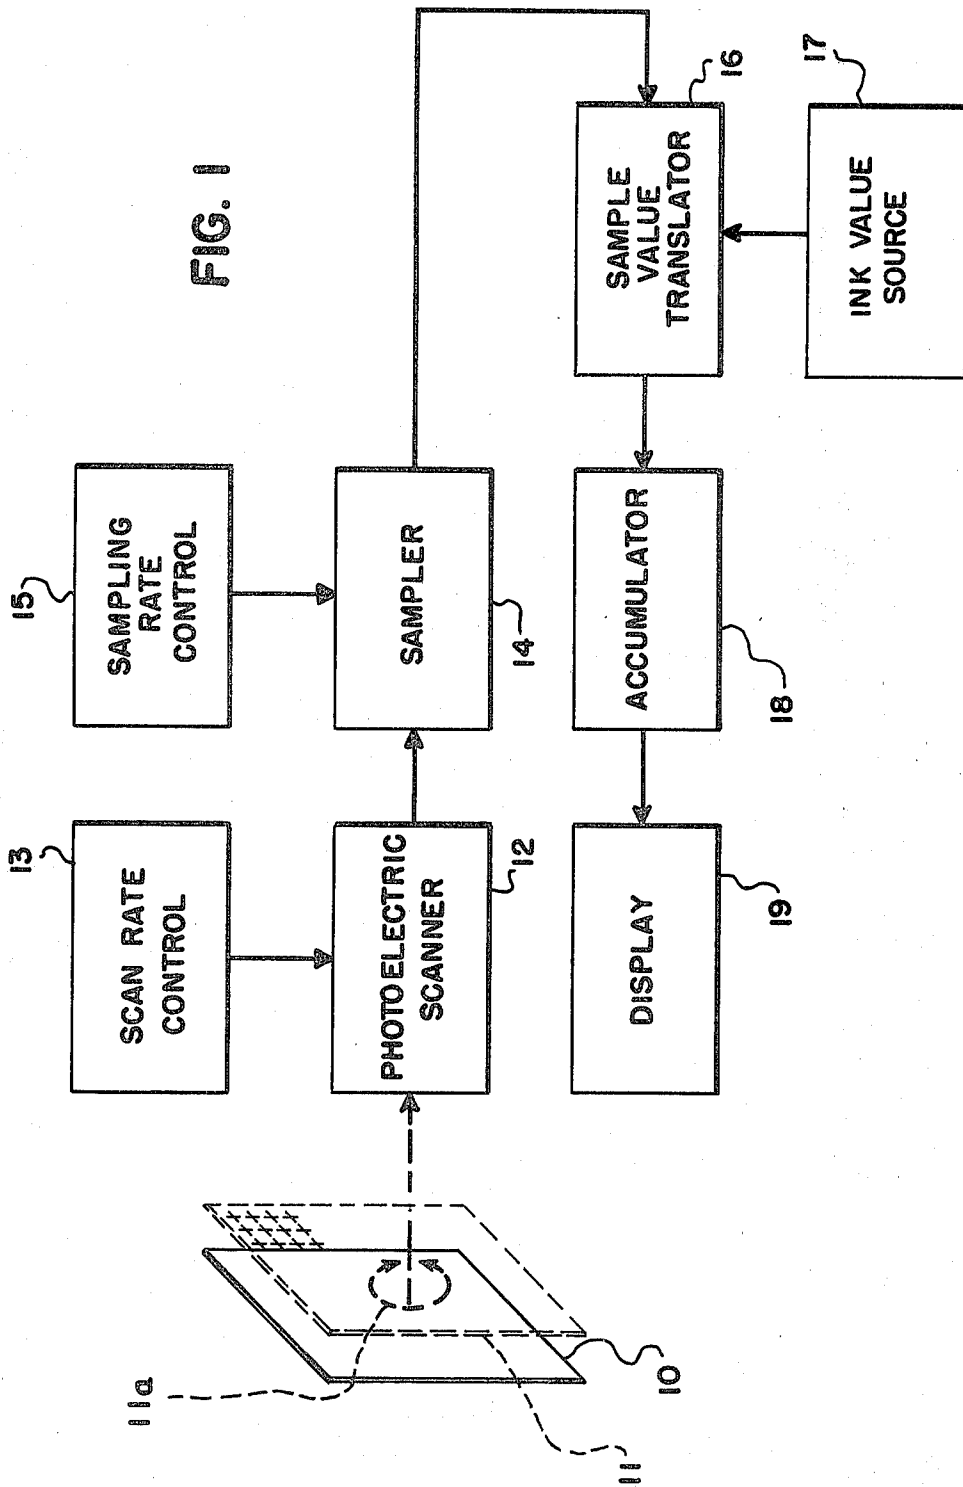 FIG. 1
13
SCAN RATE
CONTROL
15
SAMPLING
RATE
CONTROL
11a
PHOTOELECTRIC
SCANNER
12
SAMPLER
14
10
11
DISPLAY
19
ACCUMULATOR
18
SAMPLE
VALUE
TRANSLATOR
16
INK VALUE
SOURCE
17